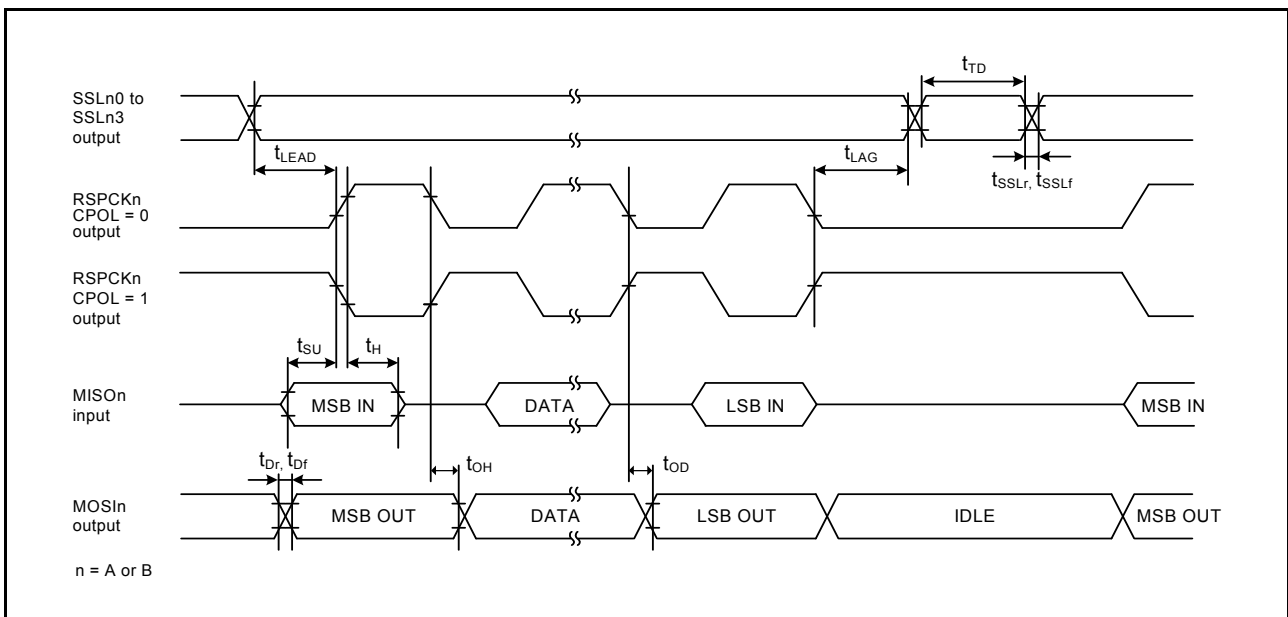 SSLn0 to
SSLn3
output
tTD
tLEAD
tLAG
tSSLr, tSSLf
RSPCKn
CPOL = 0
output
RSPCKn
CPOL = 1
output
tSU
tH
MISOn
input
MSB IN
DATA
LSB IN
MSB IN
tDr, tDf
tOH
tOD
MOSIn
output
MSB OUT
DATA
LSB OUT
IDLE
MSB OUT
n = A or B